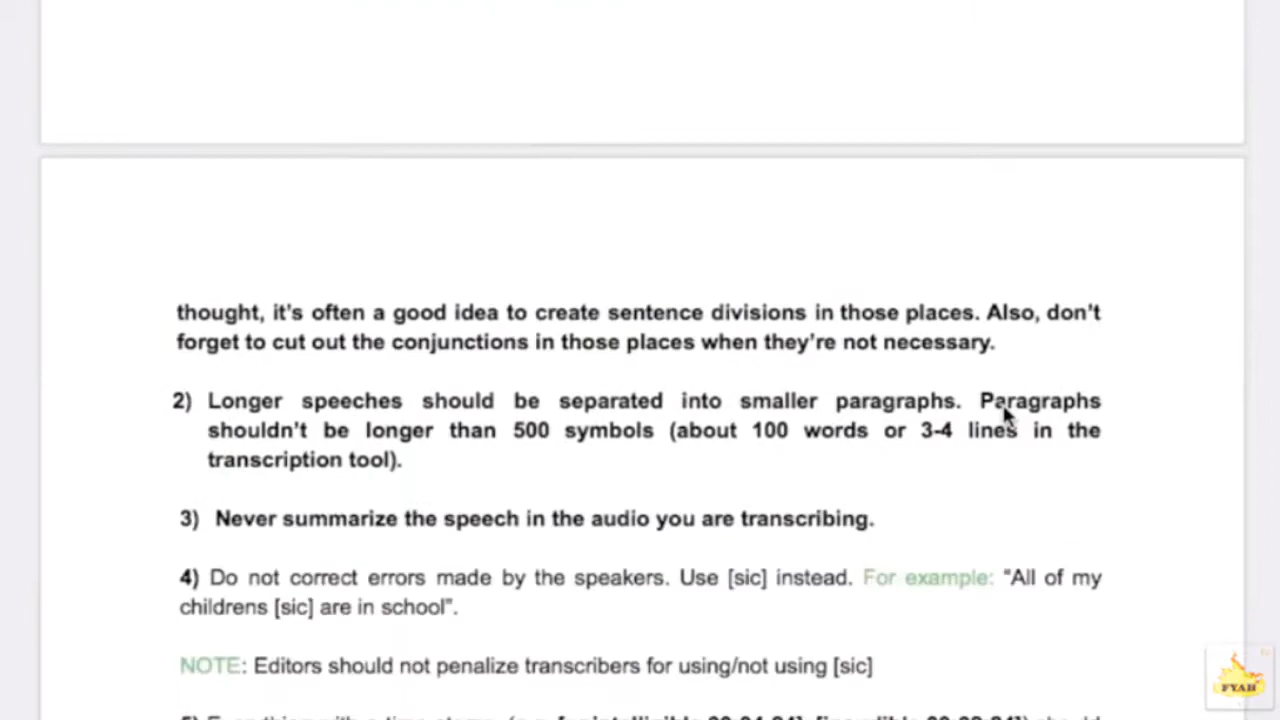 thought, it's often a good idea to create sentence divisions in those places. Also, don't
forget to cut out the conjunctions in those places when they're not necessary.
2) Longer speeches should be separated into smaller paragraphs. Paragraphs
shouldn't be longer than 500 symbols (about 100 words or 3-4 lines in the
transcription tool).
3) Never summarize the speech in the audio you are transcribing.
4) Do not correct errors made by the speakers. Use [sic] instead. For example: “All of my
childrens [sic] are in school”.
NOTE: Editors should not penalize transcribers for using/not using [sic]
FYAH